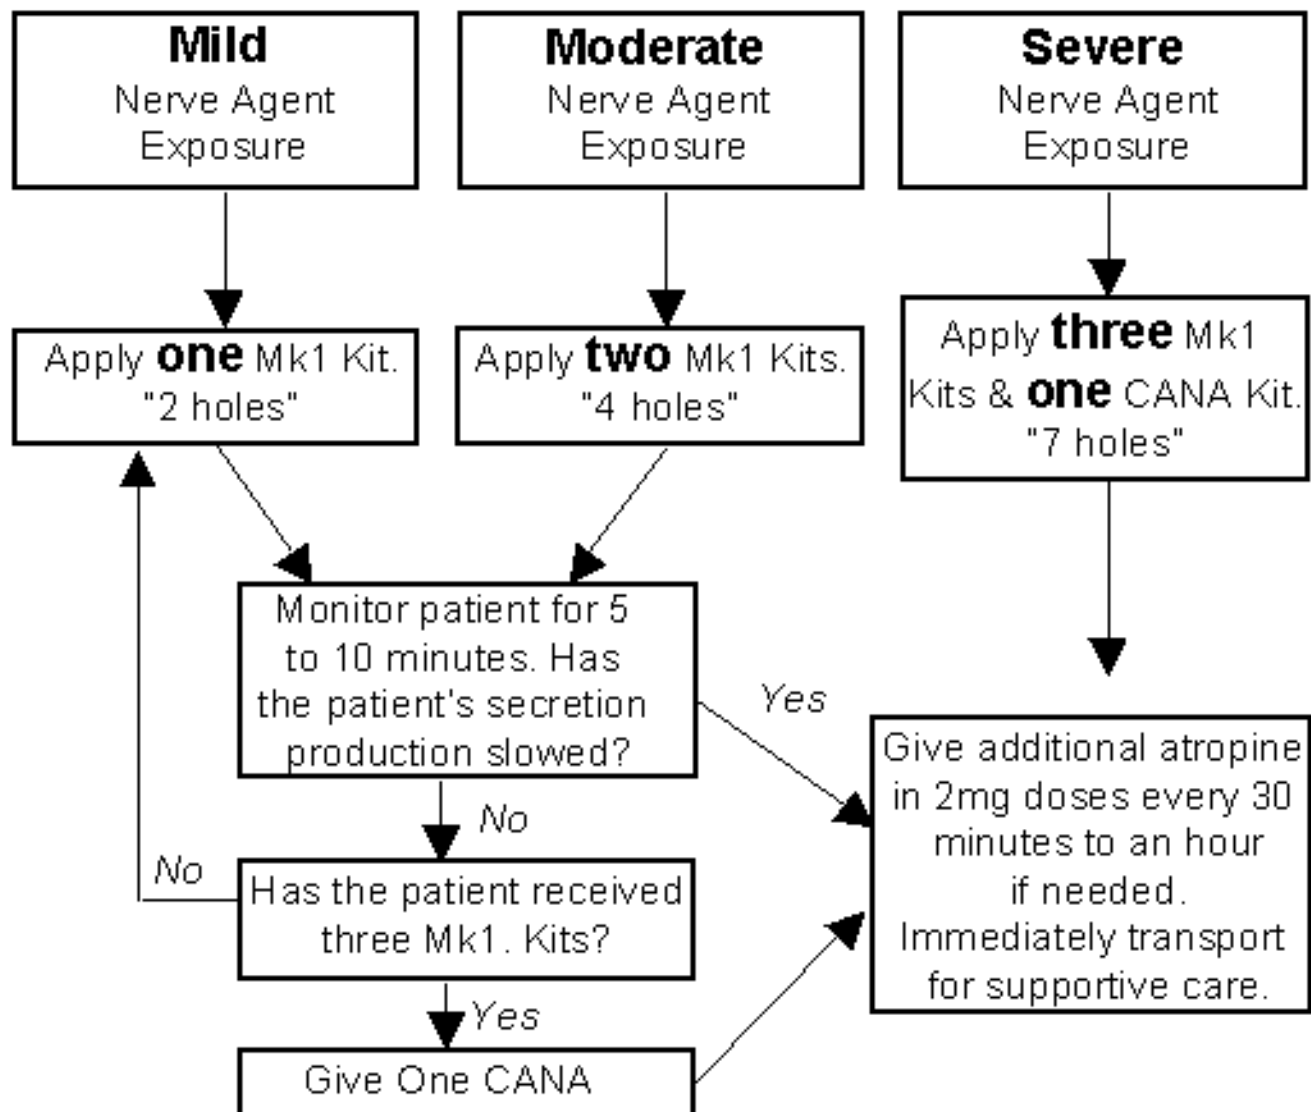 Mild
Nerve Agent
Exposure
Moderate
Nerve Agent
Exposure
Severe
Nerve Agent
Exposure
Apply one Mk1 Kit.
"2 holes"
Apply two Mk1 Kits.
"4 holes"
Apply three Mk1
Kits & one CANA Kit.
"7 holes"
Monitor patient for 5
to 10 minutes. Has
the patient's secretion
production slowed?
Yes
No
Give additional atropine
in 2mg doses every 30
minutes to an hour
if needed.
Immediately transport
for supportive care.
No
Has the patient received
three Mk1. Kits?
Yes
Give One CANA